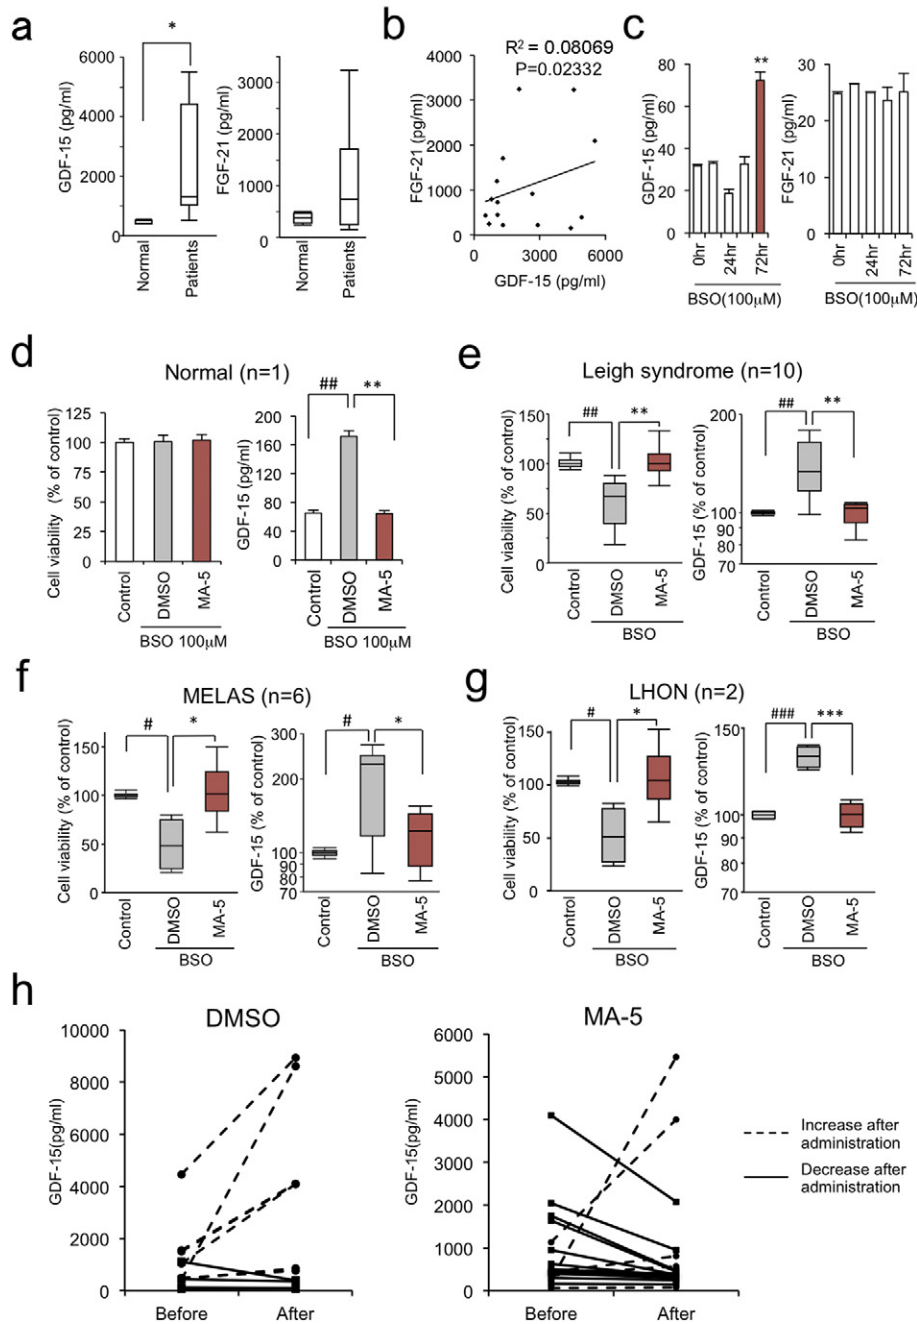 a
*
GDF-15 (pg/ml)
6000
4000
2000
0
Normal
Patients
FGF-21 (pg/ml)
3000
2000
1000
0
Normal
Patients
b
R² = 0.08069
P=0.02332
FGF-21 (pg/ml)
4000
3000
2000
1000
0
0 3000 6000
GDF-15 (pg/ml)
c
**
GDF-15 (pg/ml)
80
60
40
20
0
0hr
24hr
72hr
BSO(100μM)
FGF-21 (pg/ml)
30
20
10
0
0hr
24hr
72hr
BSO(100μM)
d
Normal (n=1)
Cell viability (% of control)
125
100
75
50
25
0
Control
DMSO
MA-5
BSO 100μM
## **
GDF-15 (pg/ml)
200
160
120
80
40
0
Control
DMSO
MA-5
BSO 100μM
e
Leigh syndrome (n=10)
## **
Cell viability (% of control)
150
100
50
0
Control
DMSO
MA-5
BSO
## **
GDF-15 (% of control)
200
100
90
80
70
Control
DMSO
MA-5
BSO
f
MELAS (n=6)
# *
Cell viability (% of control)
150
100
50
0
Control
DMSO
MA-5
BSO
# *
GDF-15 (% of control)
300
200
100
90
80
70
Control
DMSO
MA-5
BSO
g
LHON (n=2)
# *
Cell viability (% of control)
150
100
50
0
Control
DMSO
MA-5
BSO
### ***
GDF-15 (% of control)
150
100
90
80
70
Control
DMSO
MA-5
BSO
h
DMSO
GDF-15(pg/ml)
10000
8000
6000
4000
2000
0
Before After
MA-5
GDF-15(pg/ml)
6000
5000
4000
3000
2000
1000
0
Before After
Increase after
administration
Decrease after
administration